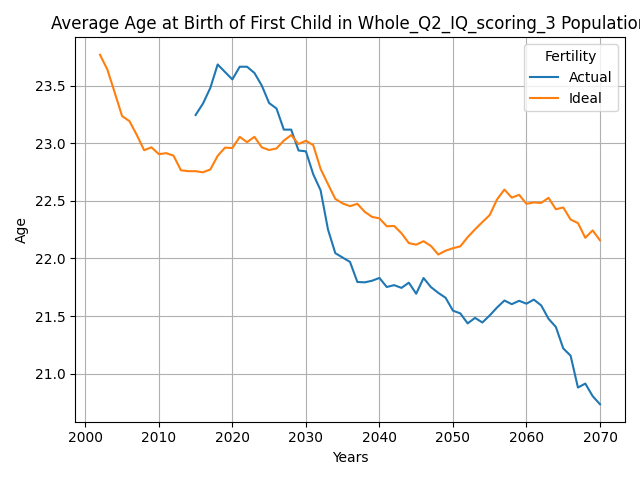 Average Age at Birth of First Child in Whole_Q2_IQ_scoring_3 Population
Fertility
Actual
Ideal
23.5
23.0
22.5
22.0
21.5
21.0
Age
2000 2010 2020 2030 2040 2050 2060 2070
Years